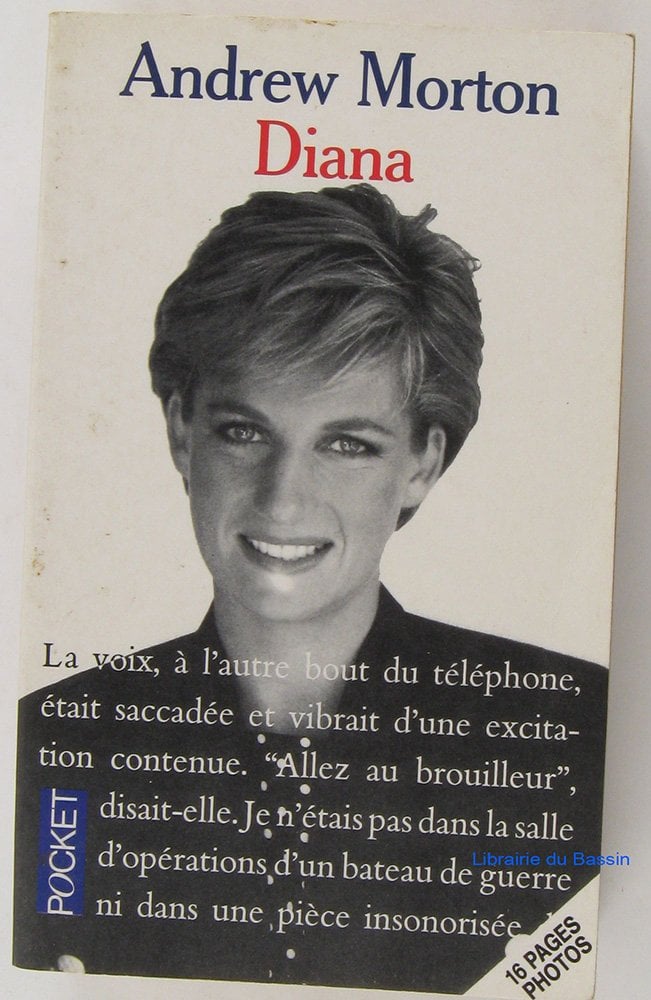 Andrew Morton
Diana
La voix, à l'autre bout du téléphone,
était saccadée et vibrait d'une excita-
tion contenue. "Allez au brouilleur",
disait-elle. Je n'étais pas dans la salle
d'opérations d'un bateau de guerre
ni dans une pièce insonorisée
POCKET
Librairie du Bassin
16 PAGES
PHOTOS